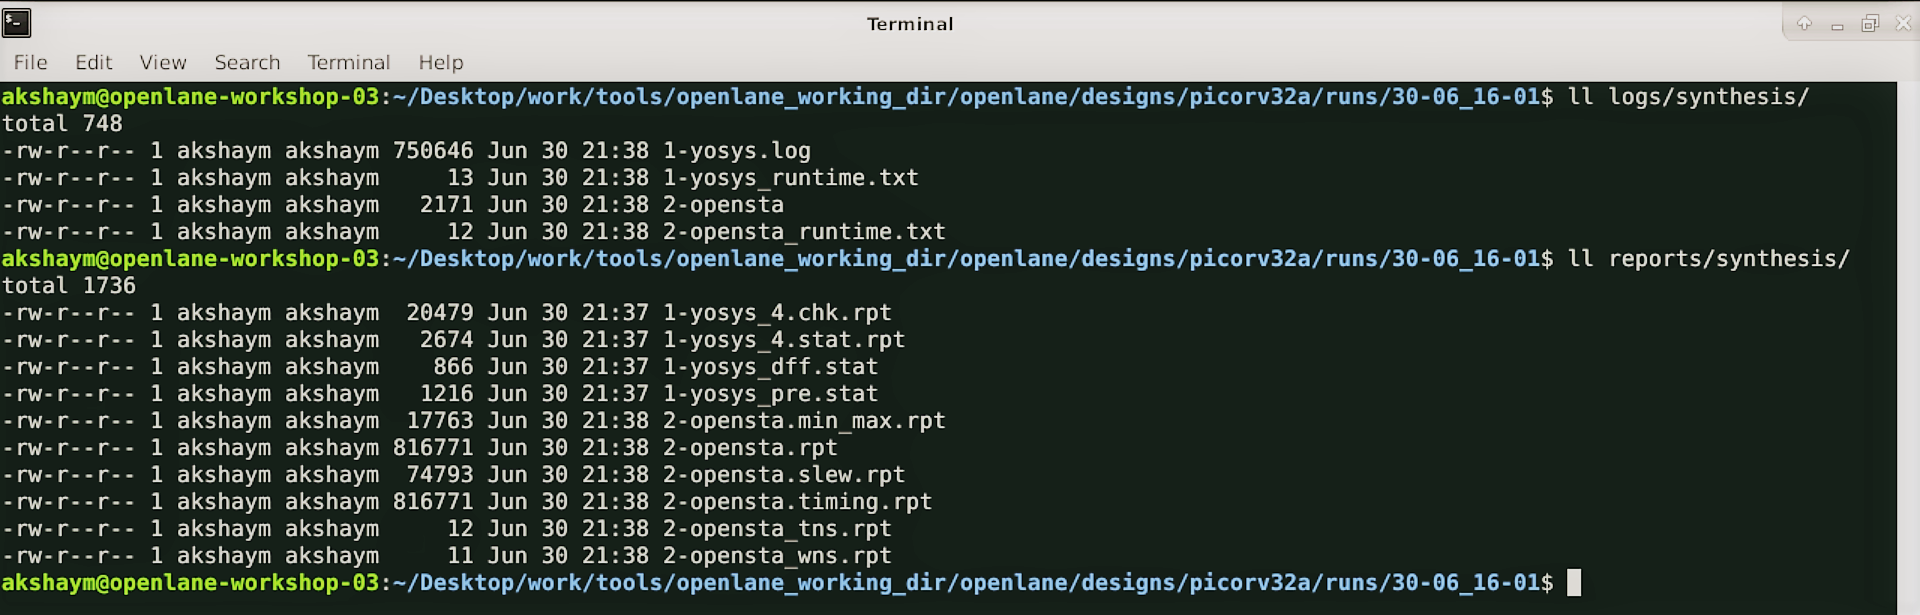 Terminal
File Edit View Search Terminal Help
akshaym@openlane-workshop-03:~/Desktop/work/tools/openlane_working_dir/openlane/designs/picorv32a/runs/30-06_16-01$ ll logs/synthesis/
total 748
-rw-r--r-- 1 akshaym akshaym 750646 Jun 30 21:38 1-yosys.log
-rw-r--r-- 1 akshaym akshaym     13 Jun 30 21:38 1-yosys_runtime.txt
-rw-r--r-- 1 akshaym akshaym   2171 Jun 30 21:38 2-opensta
-rw-r--r-- 1 akshaym akshaym     12 Jun 30 21:38 2-opensta_runtime.txt
akshaym@openlane-workshop-03:~/Desktop/work/tools/openlane_working_dir/openlane/designs/picorv32a/runs/30-06_16-01$ ll reports/synthesis/
total 1736
-rw-r--r-- 1 akshaym akshaym  20479 Jun 30 21:37 1-yosys_4.chk.rpt
-rw-r--r-- 1 akshaym akshaym   2674 Jun 30 21:37 1-yosys_4.stat.rpt
-rw-r--r-- 1 akshaym akshaym    866 Jun 30 21:37 1-yosys_dff.stat
-rw-r--r-- 1 akshaym akshaym   1216 Jun 30 21:37 1-yosys_pre.stat
-rw-r--r-- 1 akshaym akshaym  17763 Jun 30 21:38 2-opensta.min_max.rpt
-rw-r--r-- 1 akshaym akshaym 816771 Jun 30 21:38 2-opensta.rpt
-rw-r--r-- 1 akshaym akshaym  74793 Jun 30 21:38 2-opensta.slew.rpt
-rw-r--r-- 1 akshaym akshaym 816771 Jun 30 21:38 2-opensta.timing.rpt
-rw-r--r-- 1 akshaym akshaym     12 Jun 30 21:38 2-opensta_tns.rpt
-rw-r--r-- 1 akshaym akshaym     11 Jun 30 21:38 2-opensta_wns.rpt
akshaym@openlane-workshop-03:~/Desktop/work/tools/openlane_working_dir/openlane/designs/picorv32a/runs/30-06_16-01$